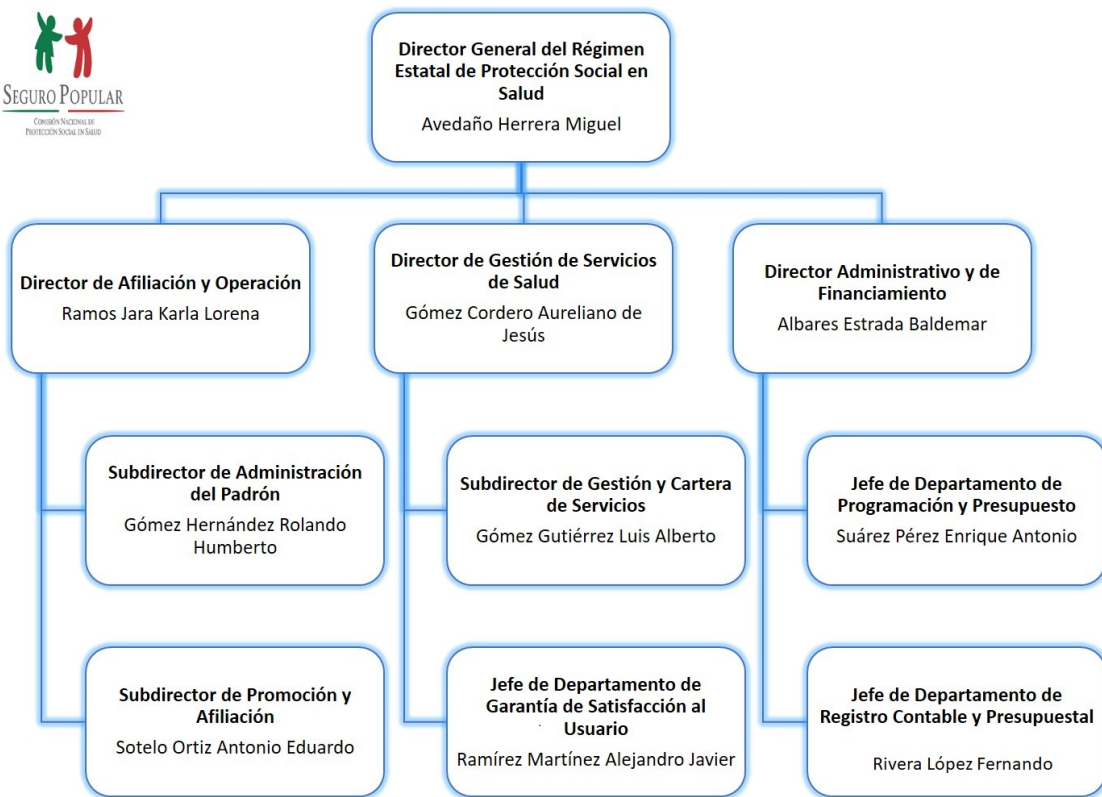 SEGURO POPULAR
COMISIÓN NACIONAL DE
PROTECCIÓN SOCIAL EN SALUD
Director General del Régimen
Estatal de Protección Social en
Salud
Avedaño Herrera Miguel
Director de Afiliación y Operación
Ramos Jara Karla Lorena
Director de Gestión de Servicios
de Salud
Gómez Cordero Aureliano de
Jesús
Director Administrativo y de
Financiamiento
Albares Estrada Baldemar
Subdirector de Administración
del Padrón
Gómez Hernández Rolando
Humberto
Subdirector de Gestión y Cartera
de Servicios
Gómez Gutiérrez Luis Alberto
Jefe de Departamento de
Programación y Presupuesto
Suárez Pérez Enrique Antonio
Subdirector de Promoción y
Afiliación
Sotelo Ortiz Antonio Eduardo
Jefe de Departamento de
Garantía de Satisfacción al
Usuario
Ramírez Martínez Alejandro Javier
Jefe de Departamento de
Registro Contable y Presupuestal
Rivera López Fernando